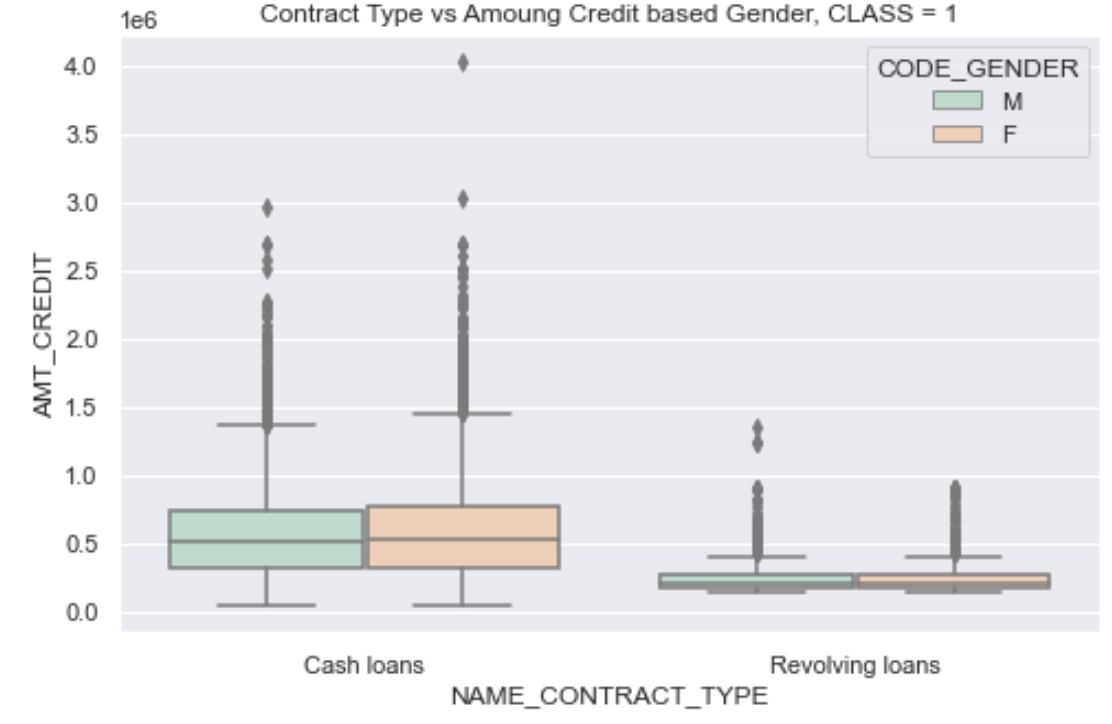 Contract Type vs Amoung Credit based Gender, CLASS = 1
1e6
4.0
3.5
3.0
2.5
2.0
1.5
1.0
0.5
0.0
AMT_CREDIT
CODE_GENDER
M
F
Cash loans
Revolving loans
NAME_CONTRACT_TYPE